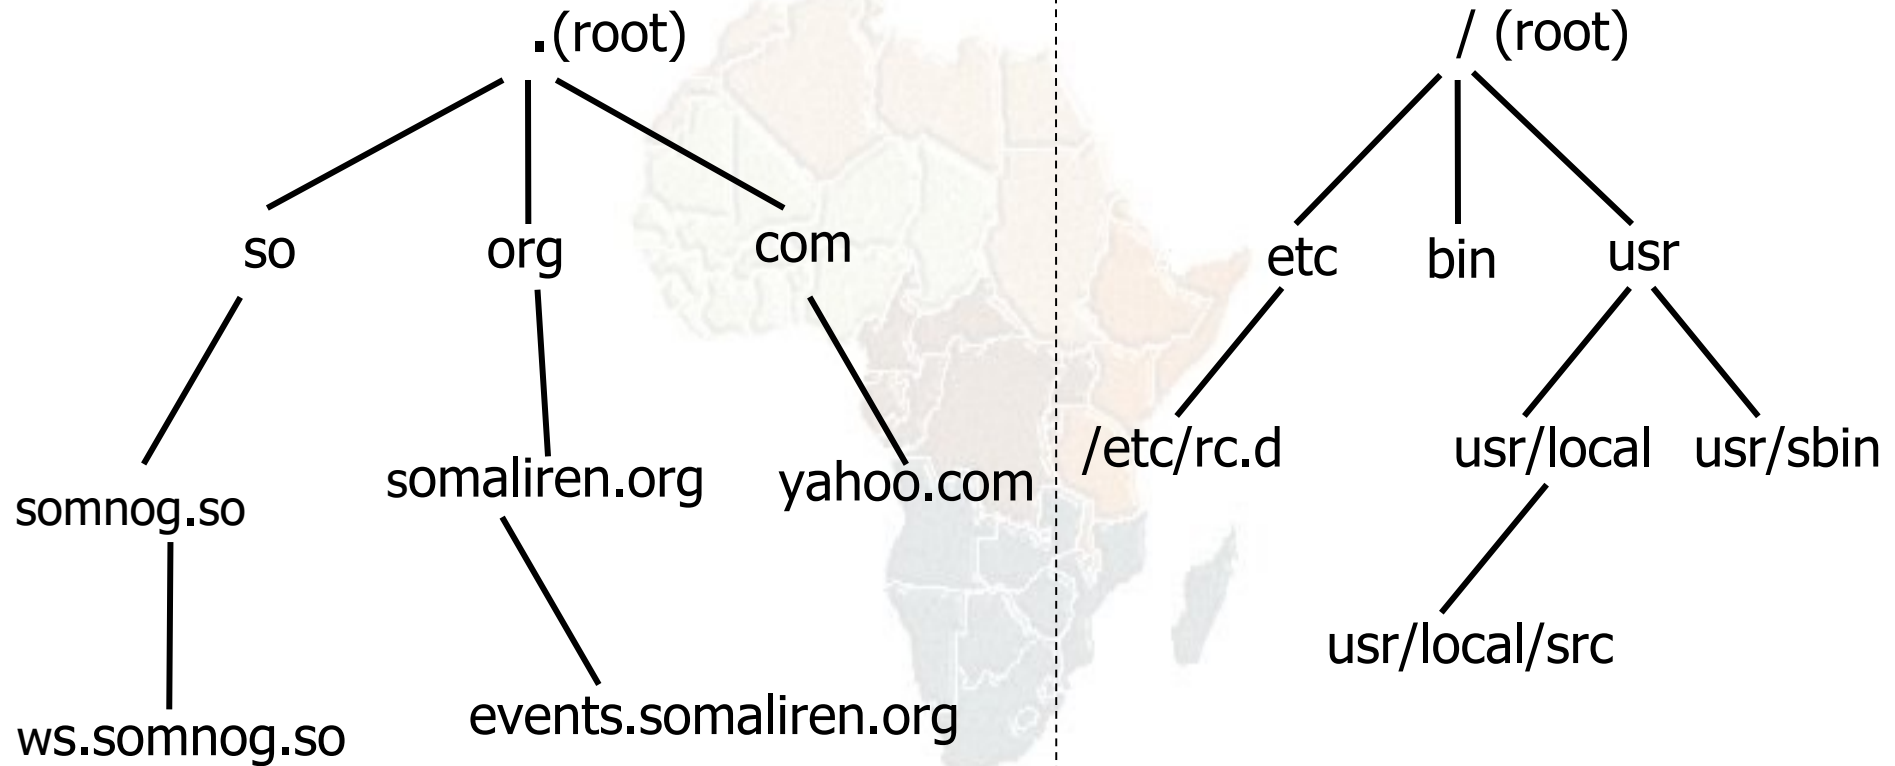 .(root)
so
org
com
somnog.so
somaliren.org
yahoo.com
ws.somnog.so
events.somaliren.org
/ (root)
etc
bin
usr
/etc/rc.d
usr/local
usr/sbin
usr/local/src